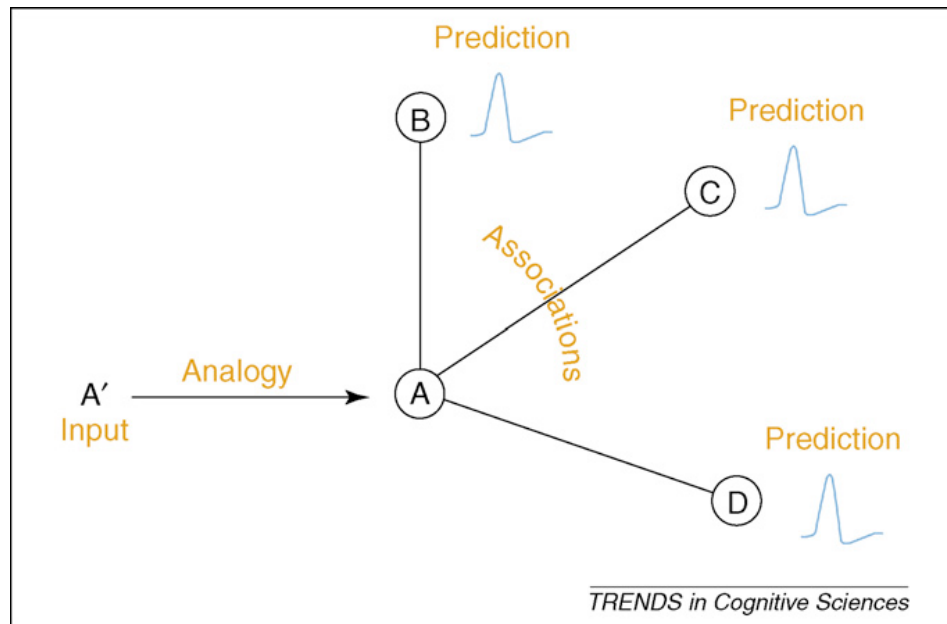 Prediction
B
Prediction
C
Associations
Analogy
A′
Input
A
Prediction
D
TRENDS in Cognitive Sciences